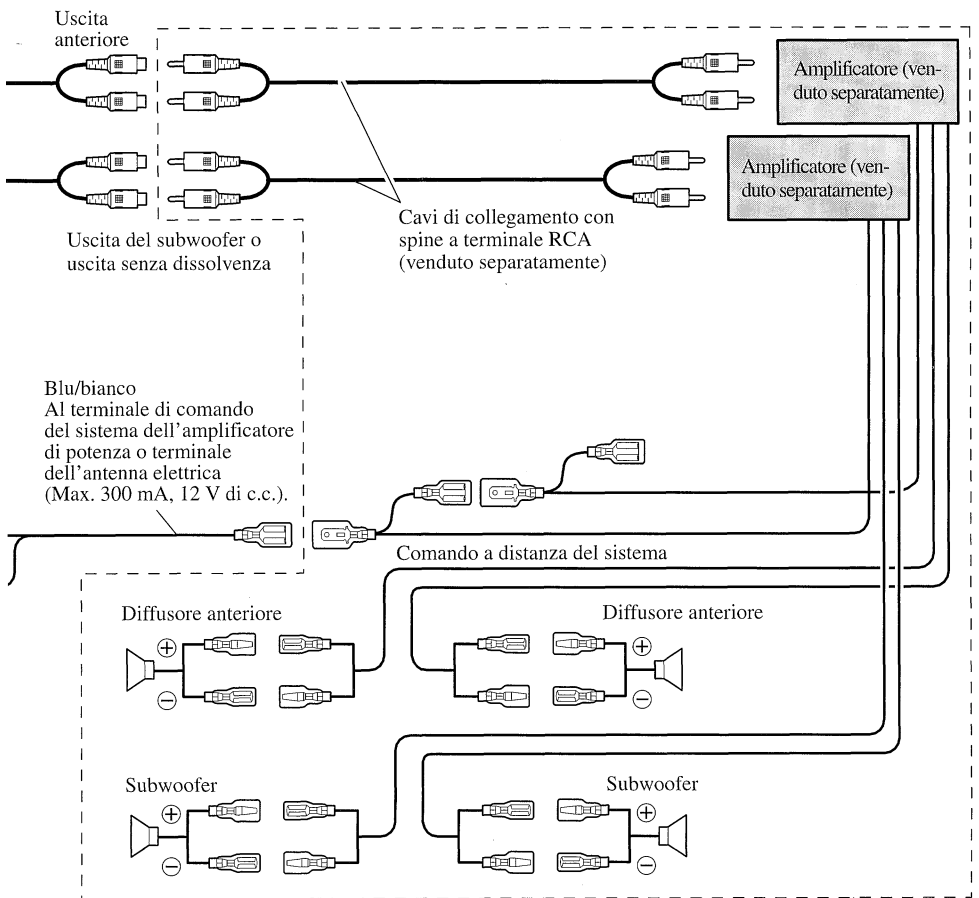 Uscita
anteriore
Amplificatore (ven-
duto separatamente)
Amplificatore (ven-
duto separatamente)
Cavi di collegamento con
spine a terminale RCA
(venduto separatamente)
Uscita del subwoofer o
uscita senza dissolvenza
Blu/bianco
Al terminale di comando
del sistema dell'amplificatore
di potenza o terminale
dell'antenna elettrica
(Max. 300 mA, 12 V di c.c.).
Comando a distanza del sistema
Diffusore anteriore
Diffusore anteriore
+
+
−
−
Subwoofer
Subwoofer
+
+
−
−